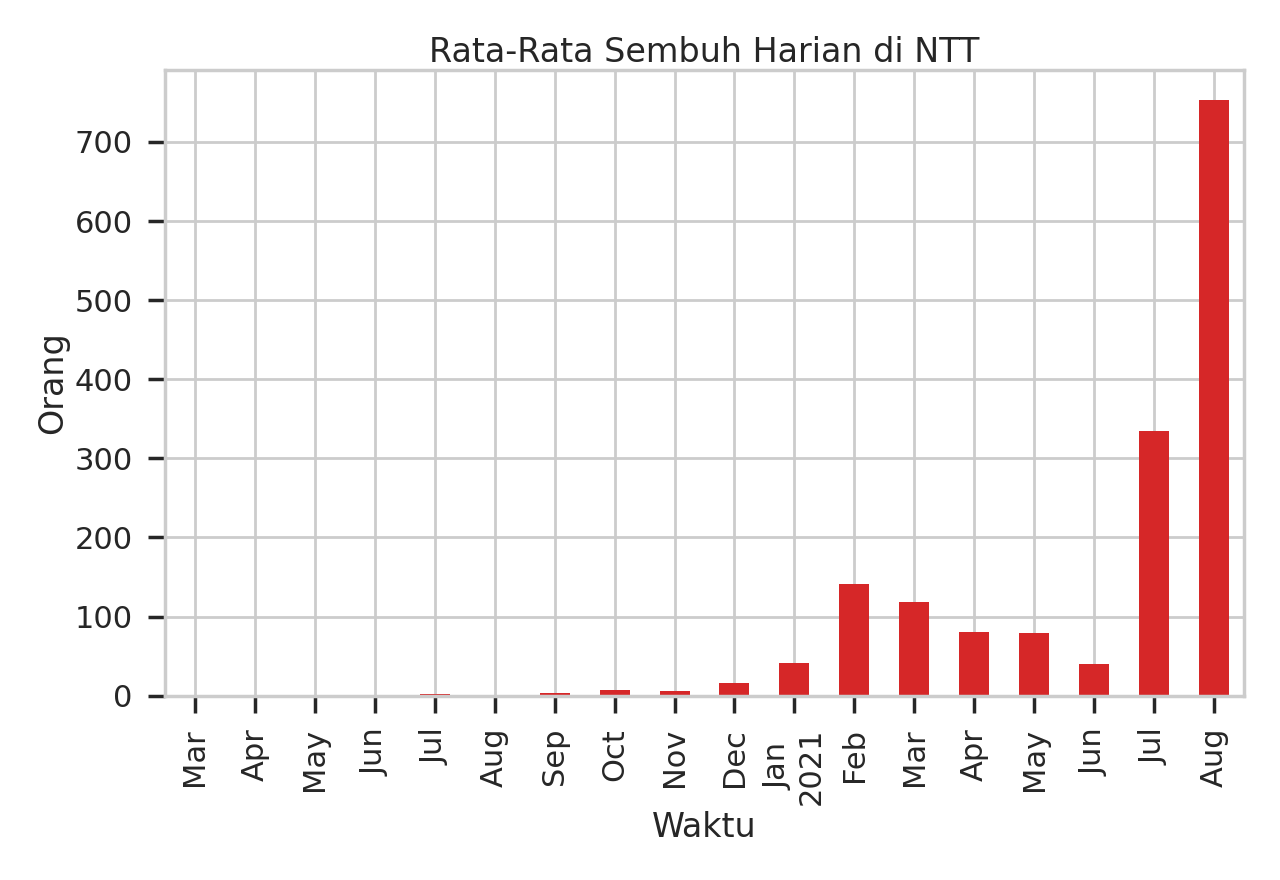 Rata-Rata Sembuh Harian di NTT
Orang
700
600
500
400
300
200
100
0
Mar
Apr
May
Jun
Jul
Aug
Sep
Oct
Nov
Dec
Jan
2021
Feb
Mar
Apr
May
Jun
Jul
Aug
Waktu